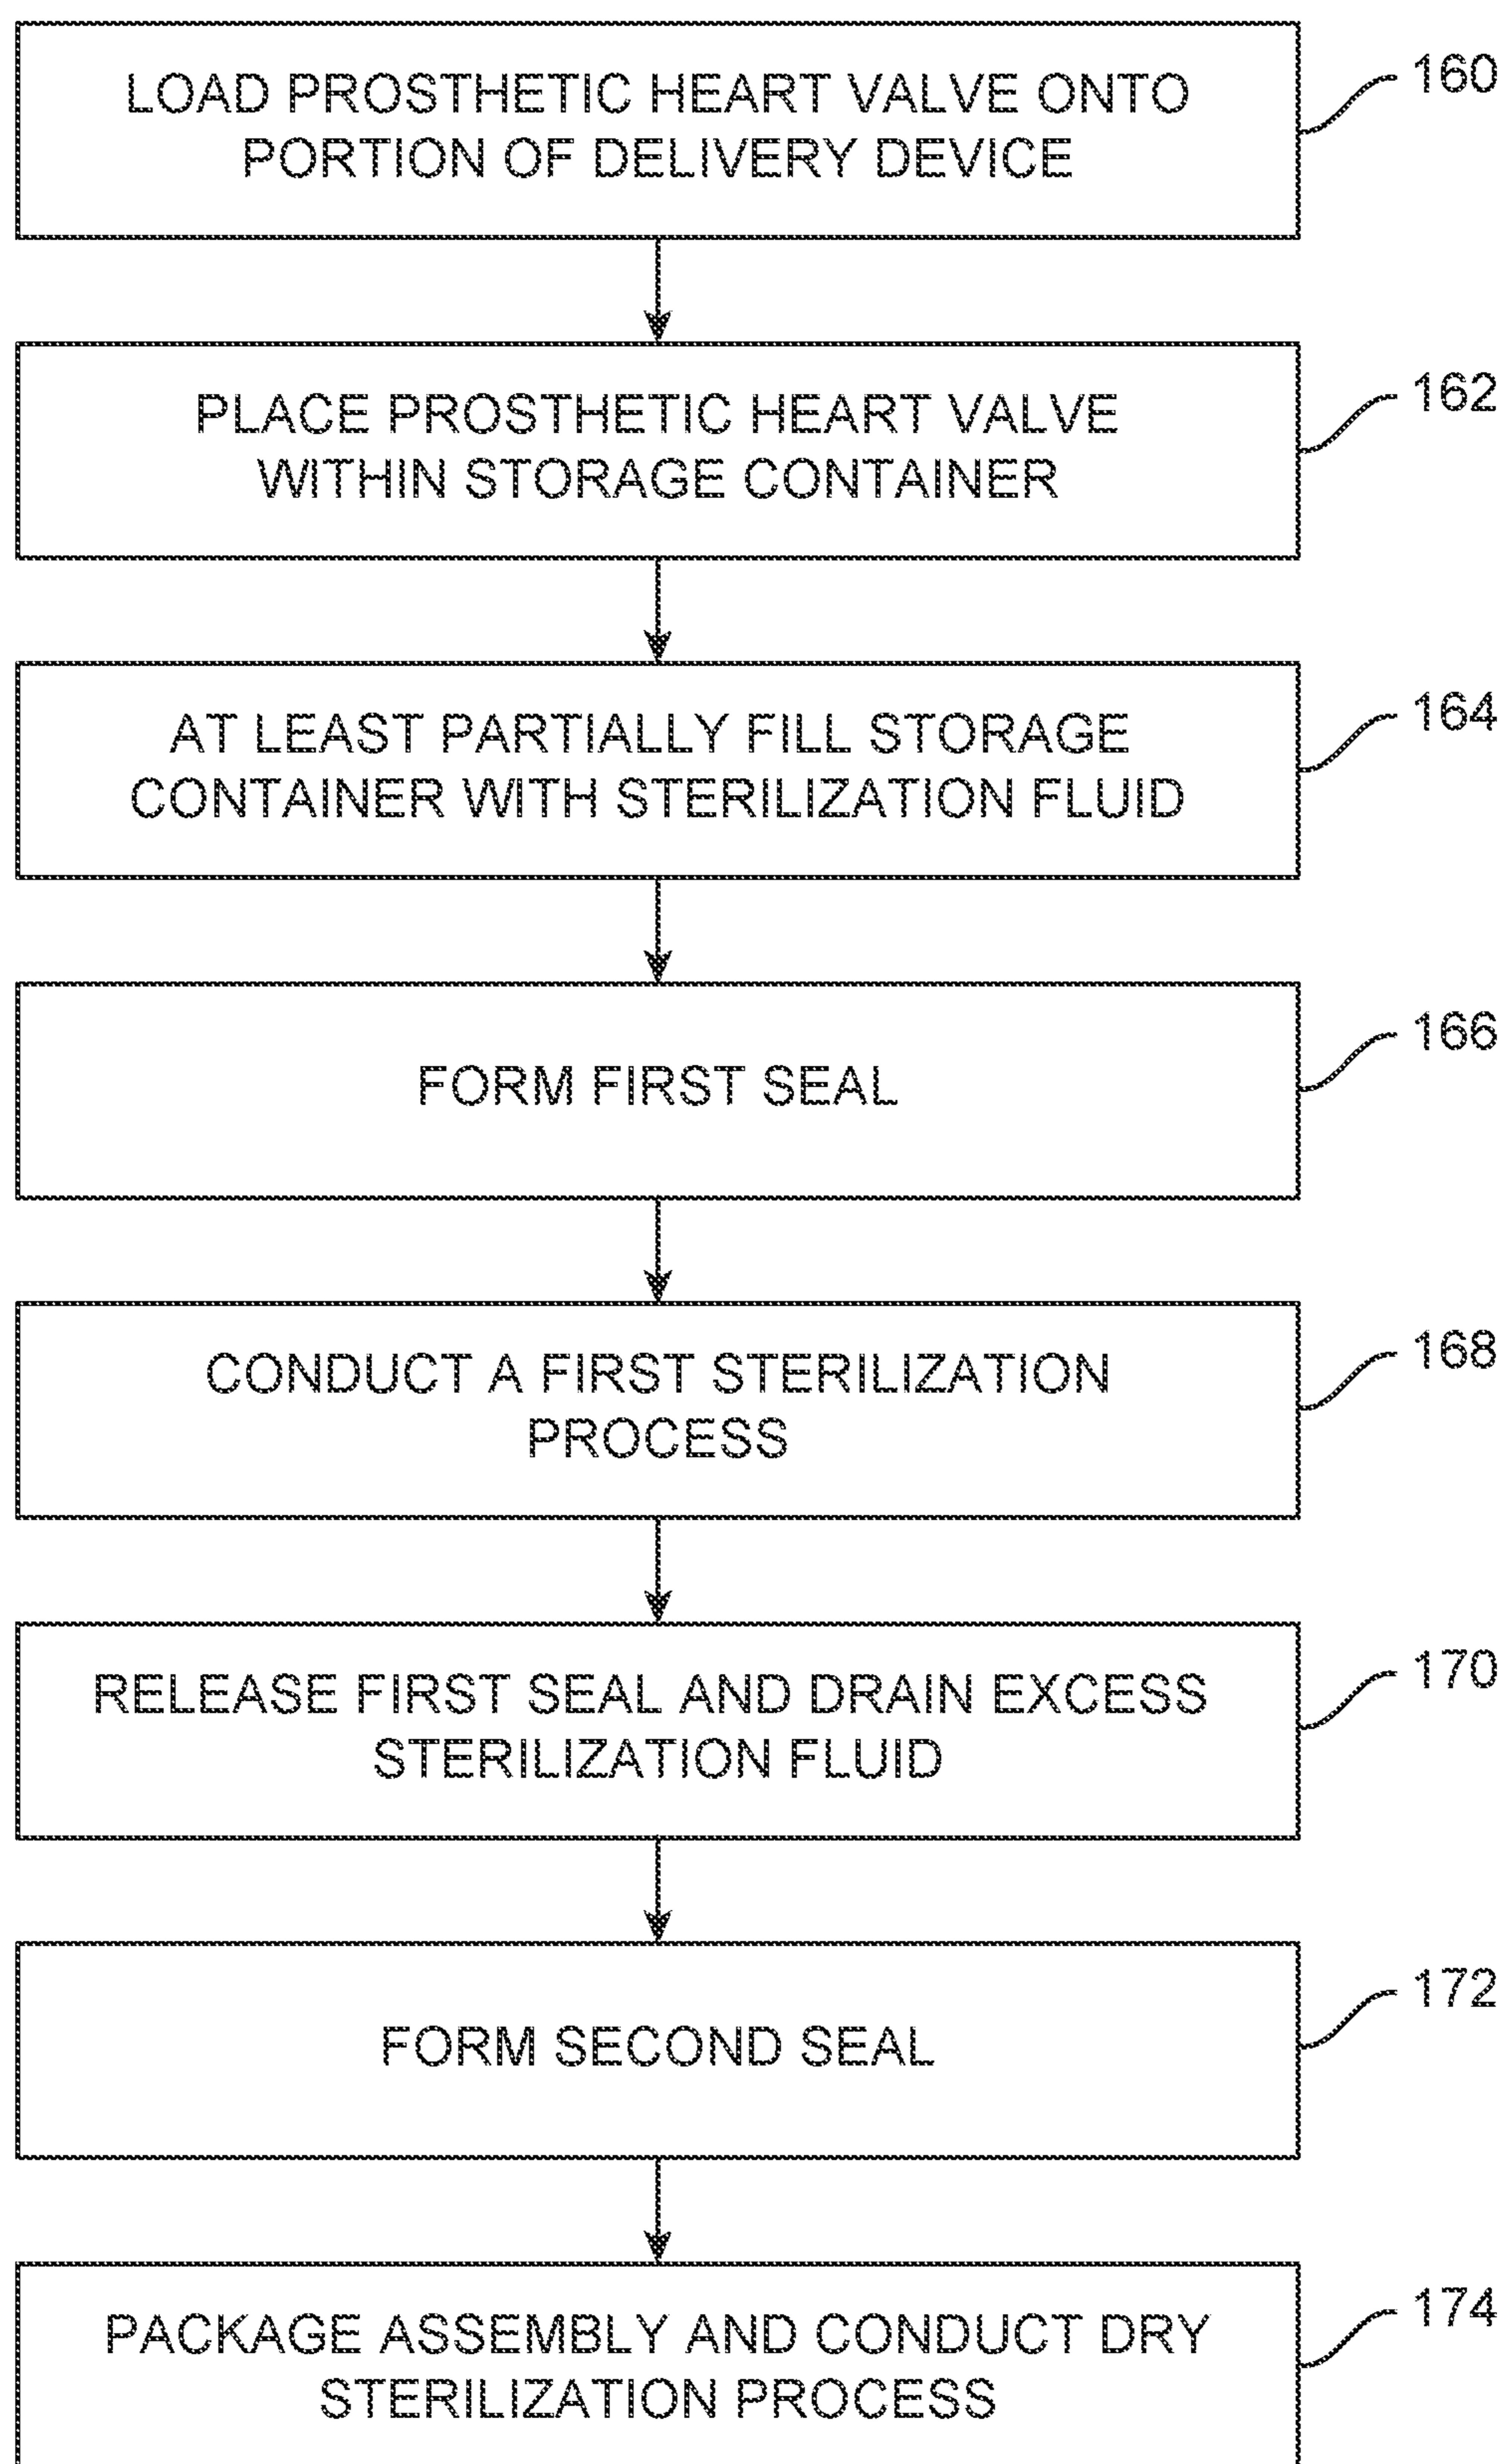 LOAD PROSTHETIC HEART VALVE ONTO
PORTION OF DELIVERY DEVICE
160
PLACE PROSTHETIC HEART VALVE
WITHIN STORAGE CONTAINER
162
AT LEAST PARTIALLY FILL STORAGE
CONTAINER WITH STERILIZATION FLUID
164
FORM FIRST SEAL
166
CONDUCT A FIRST STERILIZATION
PROCESS
168
RELEASE FIRST SEAL AND DRAIN EXCESS
STERILIZATION FLUID
170
FORM SECOND SEAL
172
PACKAGE ASSEMBLY AND CONDUCT DRY
STERILIZATION PROCESS
174